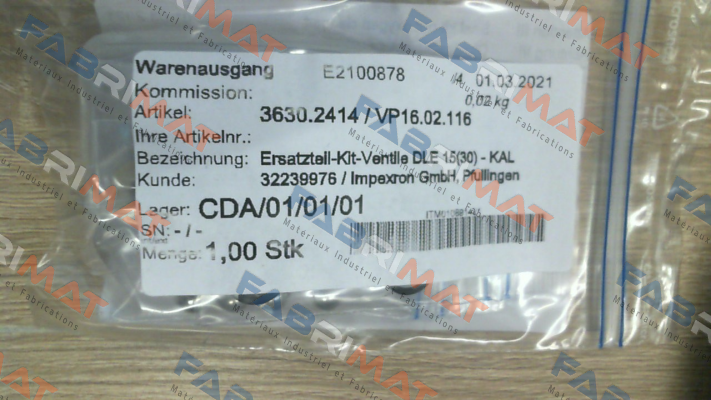 Warenausgang E2100878 4. 01.03.2021
Kommission: 0,02 kg
Artikel: 3630.2414 / VP16.02.116
Ihre Artikelnr.:
Bezeichnung: Ersatzteil-Kit-Ventile DLE 15(30) - KAL
Kunde: 32239976 / Impexron GmbH, Pfullingen
Lager: CDA/01/01/01
SN: - / -
Menge: 1,00 Stk
FABRIMAT
Materiaux Industriel et Fabrications